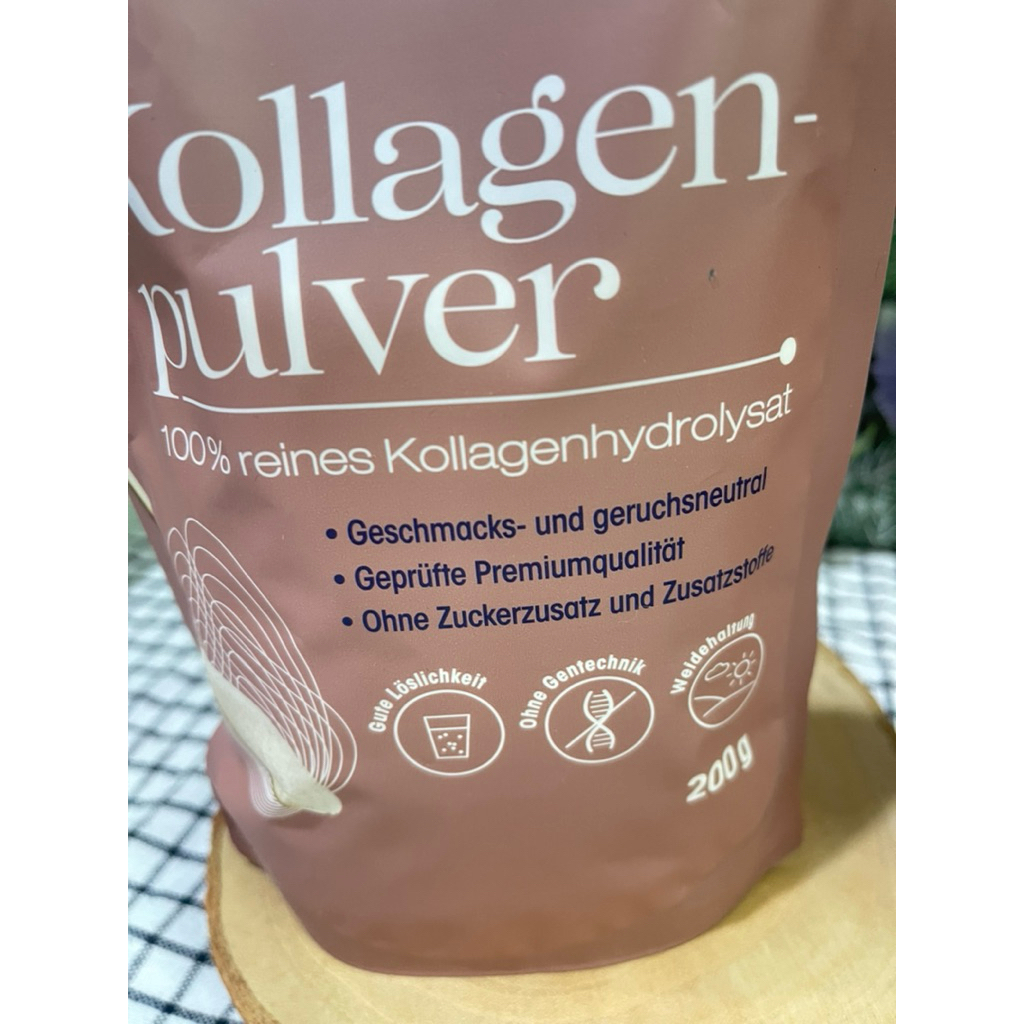 Kollagen-
pulver
100% reines Kollagenhydrolysat
• Geschmacks- und geruchsneutral
• Geprüfte Premiumqualität
• Ohne Zuckerzusatz und Zusatzstoffe
Gute Löslichkeit
Ohne Gentechnik
Weidehaltung
200g